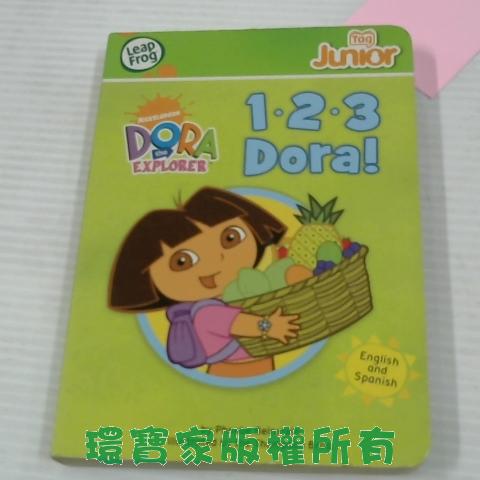 Leap
Frog
Tag
Junior
NICKELODEON
DORA
THE
EXPLORER
1·2·3
Dora!
English
and
Spanish
by
環寶家版權所有